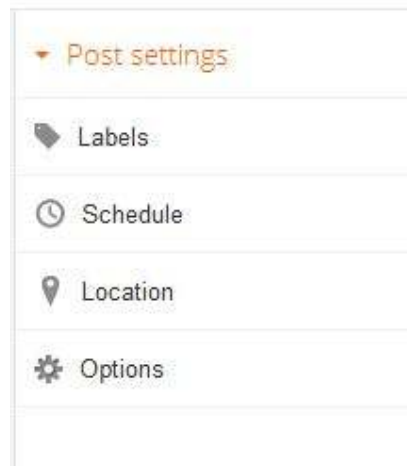 Post settings
Labels
Schedule
Location
Options